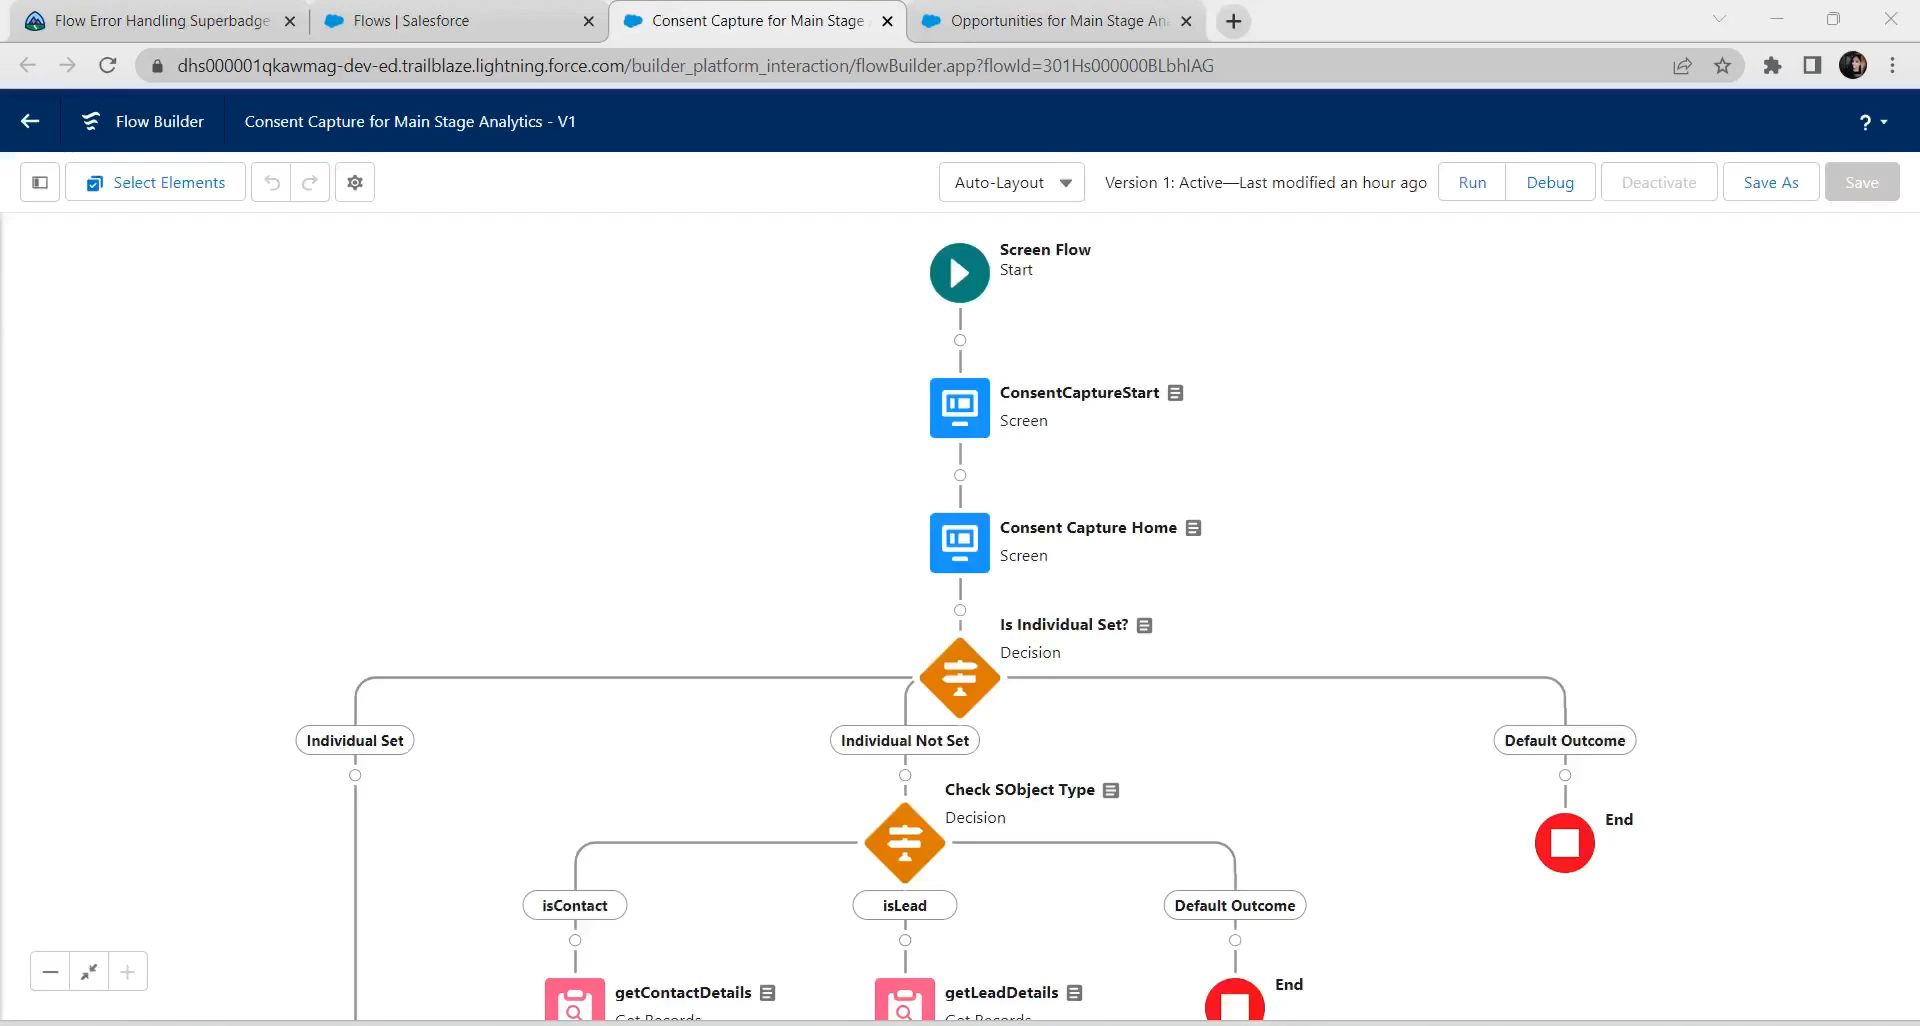 Flow Error Handling Superbadge
Flows | Salesforce
Consent Capture for Main Stage
Opportunities for Main Stage An
dhs000001qkawmag-dev-ed.trailblaze.lightning.force.com/builder_platform_interaction/flowBuilder.app?flowId=301Hs000000BLbhIAG
Flow Builder
Consent Capture for Main Stage Analytics - V1
?
Select Elements
Auto-Layout
Version 1: Active—Last modified an hour ago
Run
Debug
Deactivate
Save As
Save
Screen Flow
Start
ConsentCaptureStart
Screen
Consent Capture Home
Screen
Is Individual Set?
Decision
Individual Set
Individual Not Set
Default Outcome
Check SObject Type
Decision
End
isContact
isLead
Default Outcome
getContactDetails
getLeadDetails
End
Get Records
Get Records